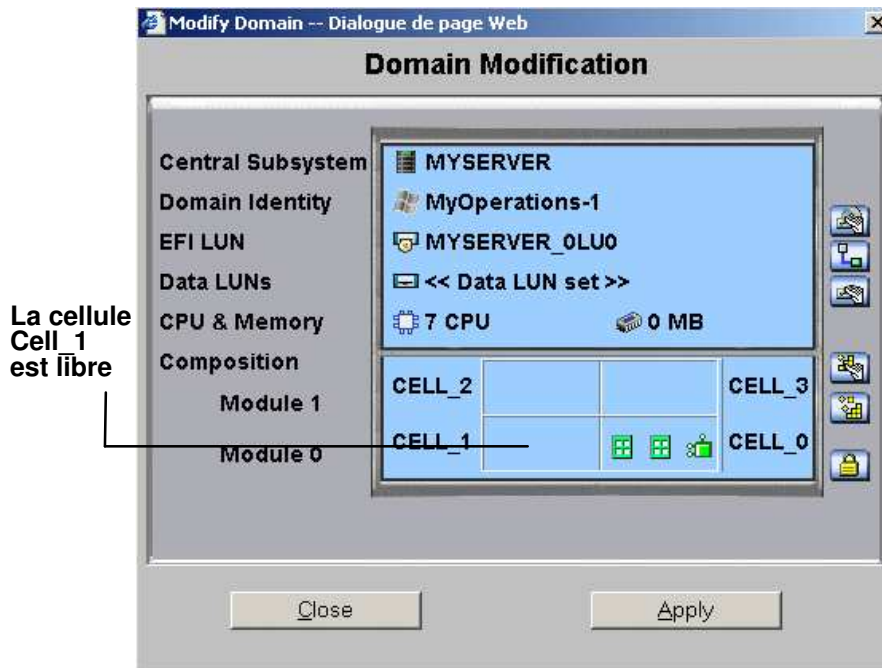 Modify Domain -- Dialogue de page Web
Domain Modification
Central Subsystem MYSERVER
Domain Identity MyOperations-1
EFI LUN MYSERVER_0LU0
Data LUNs << Data LUN set >>
CPU & Memory 7 CPU 0 MB
Composition
Module 1 CELL_2 CELL_3
Module 0 CELL_1 CELL_0
La cellule
Cell_1
est libre
Close Apply